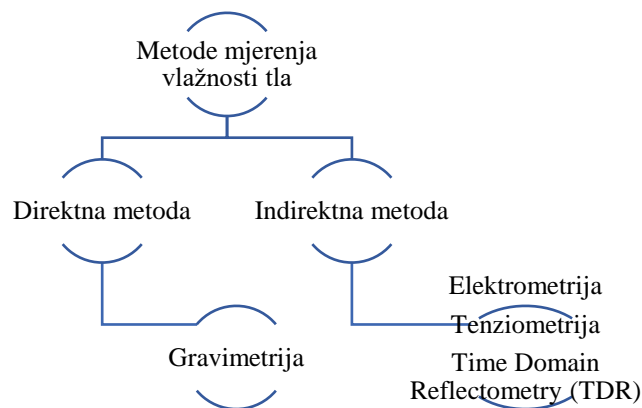 Metode mjerenja
vlažnosti tla
Direktna metoda
Indirektna metoda
Gravimetrija
Elektrometrija
Tenziometrija
Time Domain
Reflectometry (TDR)